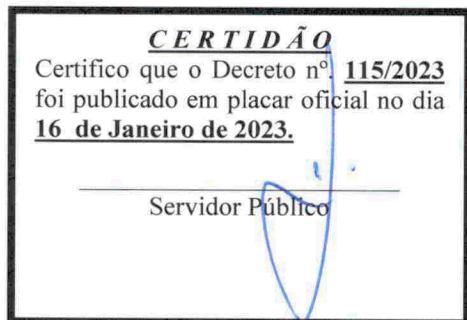 CERTIDÃO
Certifico que o Decreto nº. 115/2023
foi publicado em placar oficial no dia
16 de Janeiro de 2023.
Servidor Público